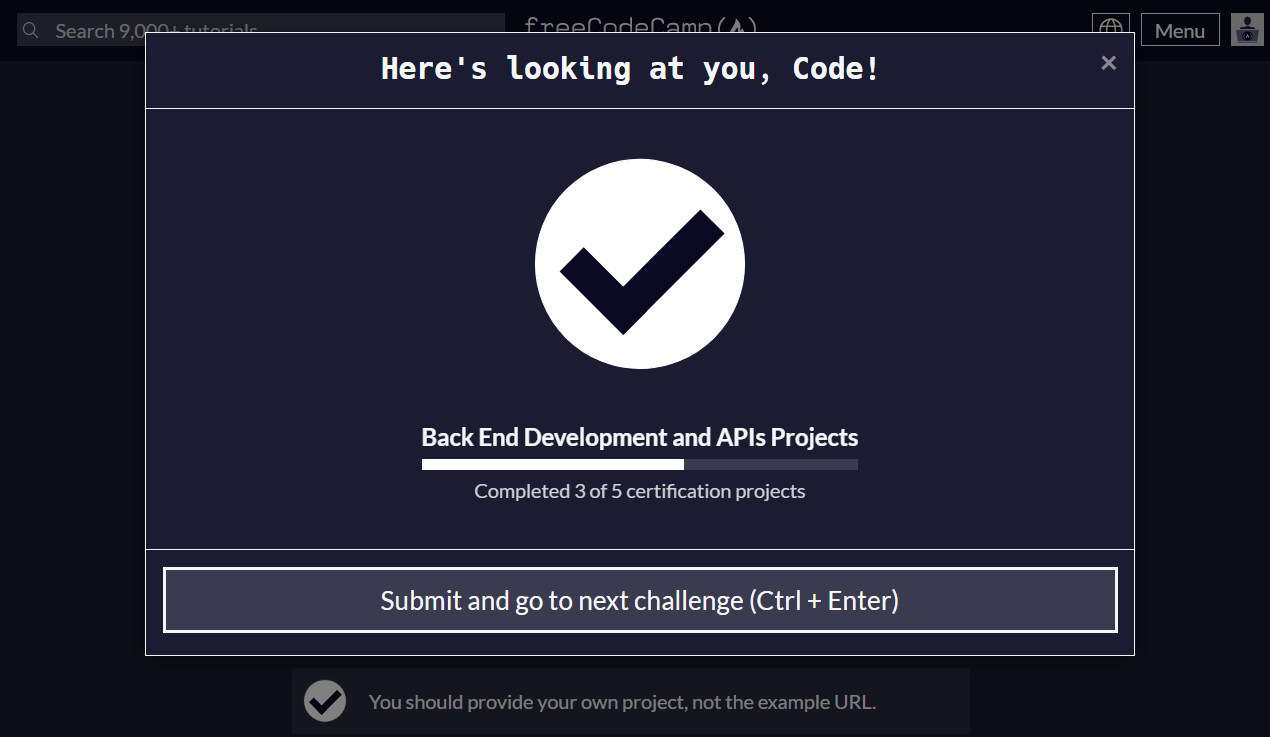 Search 9,000+ tutorials
freeCodeCamp
Menu
Here's looking at you, Code!
×
Back End Development and APIs Projects
Completed 3 of 5 certification projects
Submit and go to next challenge (Ctrl + Enter)
You should provide your own project, not the example URL.